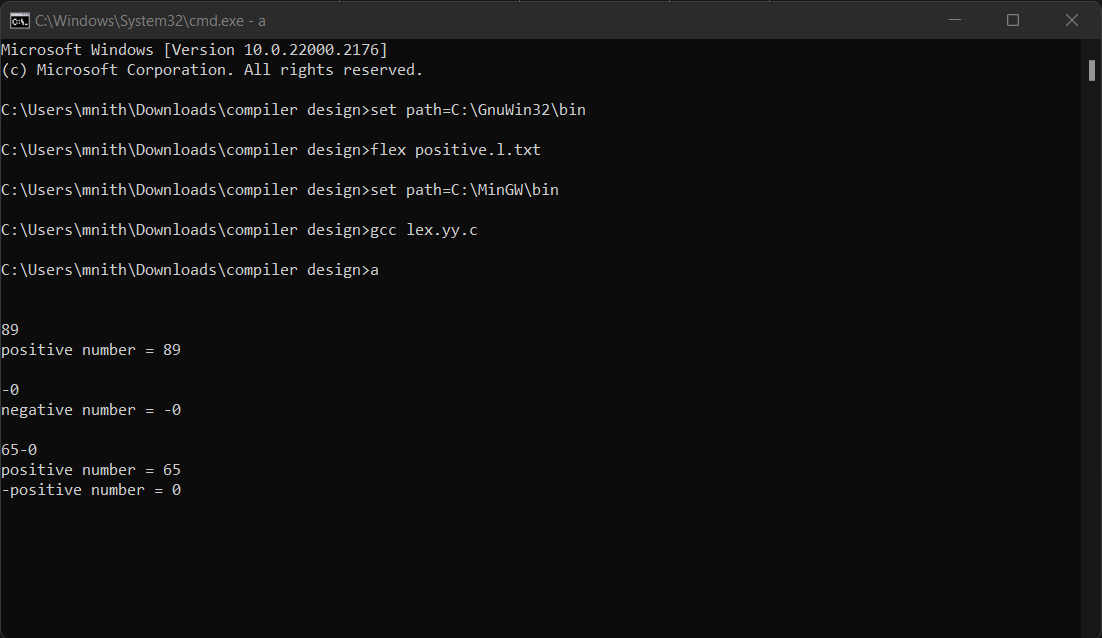 C:\Windows\System32\cmd.exe - a
Microsoft Windows [Version 10.0.22000.2176]
(c) Microsoft Corporation. All rights reserved.
C:\Users\mnith\Downloads\compiler design>set path=C:\GnuWin32\bin
C:\Users\mnith\Downloads\compiler design>flex positive.l.txt
C:\Users\mnith\Downloads\compiler design>set path=C:\MinGW\bin
C:\Users\mnith\Downloads\compiler design>gcc lex.yy.c
C:\Users\mnith\Downloads\compiler design>a
89
positive number = 89
-0
negative number = -0
65-0
positive number = 65
-positive number = 0